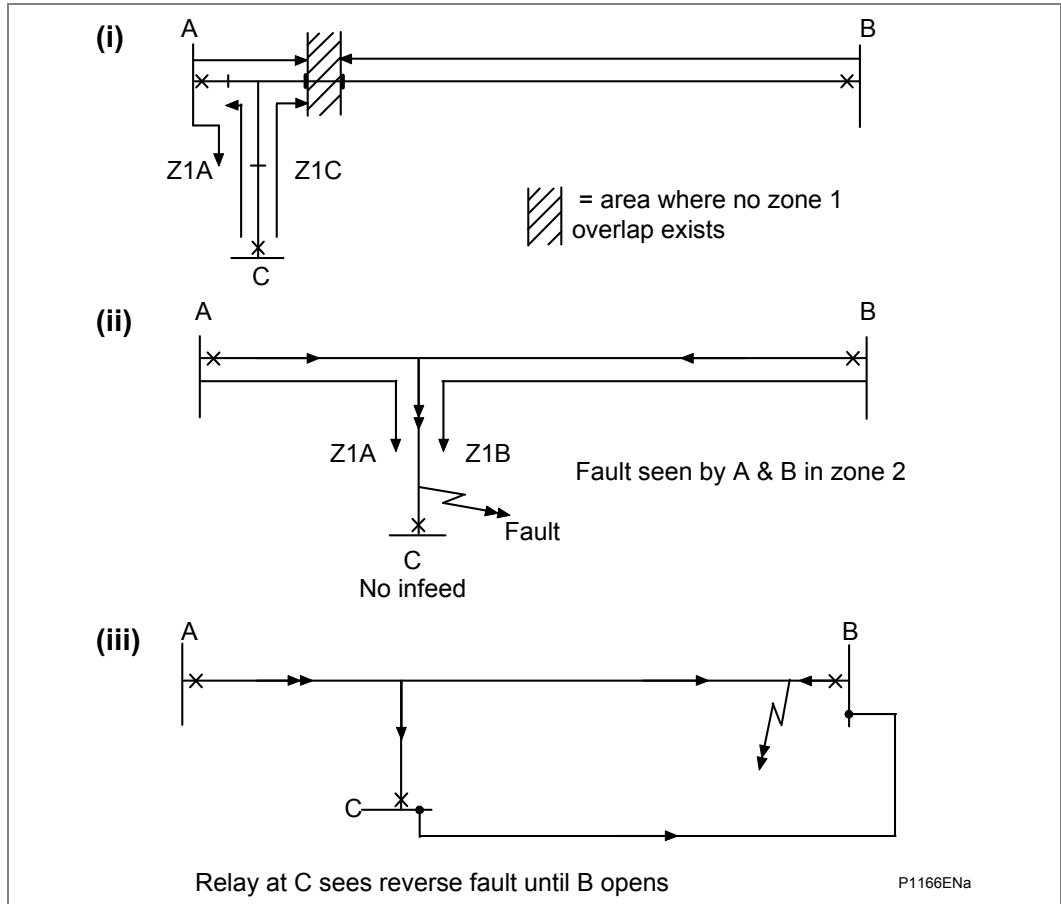 (i)
A
B
Z1A
Z1C
= area where no zone 1
overlap exists
C
(ii)
A
B
Z1A
Z1B
Fault seen by A & B in zone 2
Fault
C
No infeed
(iii)
A
B
C
Relay at C sees reverse fault until B opens
P1166ENa